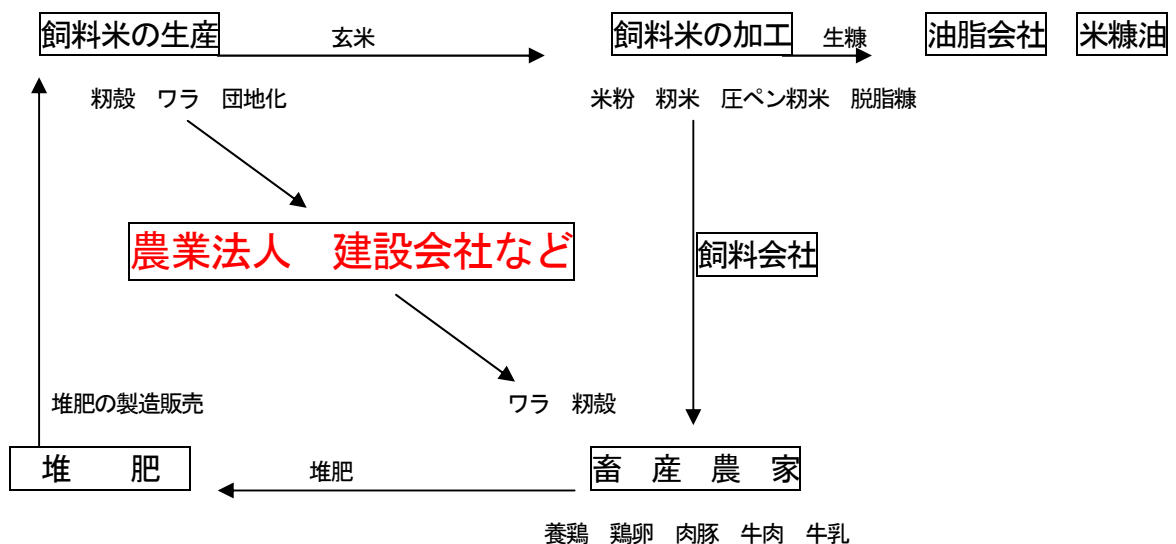 飼料米の生産　玄米　飼料米の加工　生糠　油脂会社　米糠油
籾殻　ワラ　団地化　米粉　籾米　圧ペン籾米　脱脂糠
農業法人　建設会社など　飼料会社
堆肥の製造販売　ワラ　籾殻
堆　肥　堆肥　畜　産　農　家
養鶏　鶏卵　肉豚　牛肉　牛乳